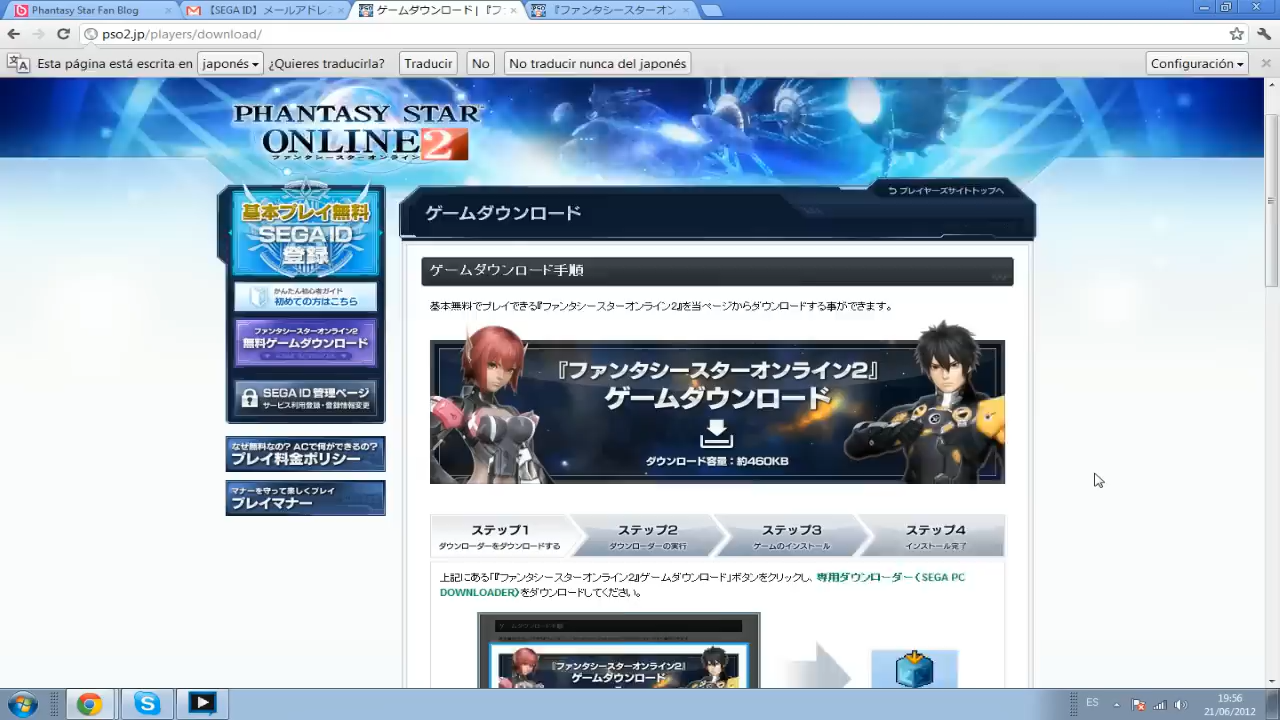 Phantasy Star Fan Blog
【SEGA ID】メールアドレス
ゲームダウンロード | 『フ
『ファンタシースターオン
pso2.jp/players/download/
Esta página está escrita en japonés ¿Quieres traducirla? Traducir No No traducir nunca del japonés Configuración
PHANTASY STAR
ONLINE 2
ファンタシースターオンライン2
プレイヤーズサイトトップへ
基本プレイ無料
SEGA ID
登録
かんたん初心者ガイド
初めての方はこちら
ファンタシースターオンライン2
無料ゲームダウンロード
SEGA ID 管理ページ
サービス利用登録・登録情報変更
なぜ無料なの? ACで何ができるの?
プレイ料金ポリシー
マナーを守って楽しくプレイ
プレイマナー
ゲームダウンロード
ゲームダウンロード手順
基本無料でプレイできる『ファンタシースターオンライン2』を当ページからダウンロードする事ができます。
『ファンタシースターオンライン2』
ゲームダウンロード
ダウンロード容量：約460KB
ステップ1 ステップ2 ステップ3 ステップ4
ダウンローダーをダウンロードする ダウンローダーの実行 ゲームのインストール インストール完了
上記にある「『ファンタシースターオンライン2』ゲームダウンロード」ボタンをクリックし、専用ダウンローダー（SEGA PC
DOWNLOADER）をダウンロードしてください。
ゲームダウンロード手順
『ファンタシースターオンライン2』
ゲームダウンロード
ES
19:56
21/06/2012